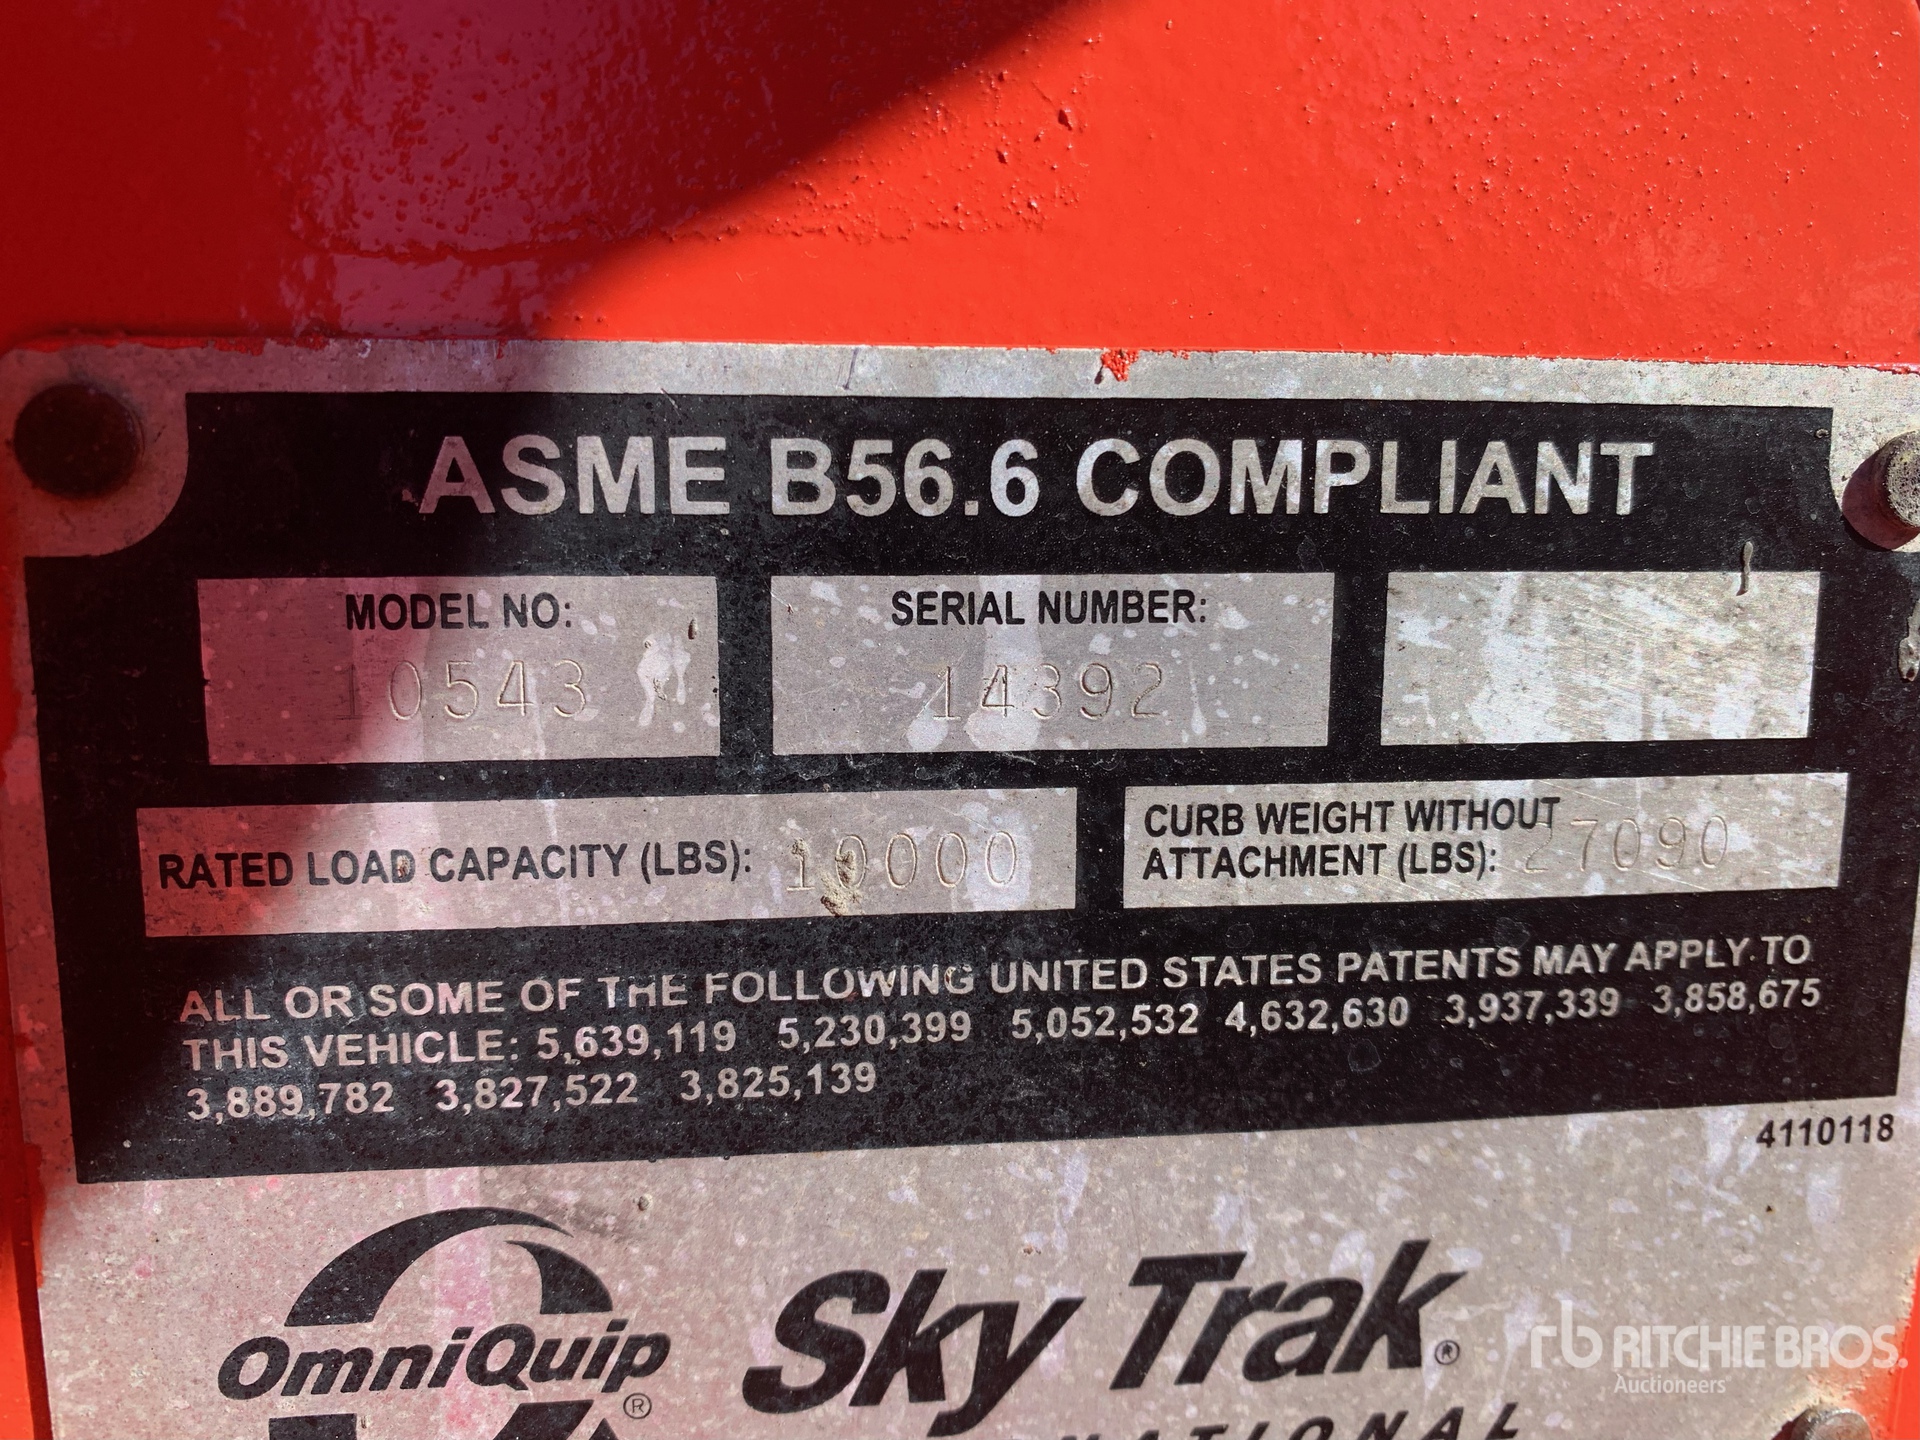 ASME B56.6 COMPLIANT
MODEL NO:
10543
SERIAL NUMBER:
14392
RATED LOAD CAPACITY (LBS): 10000
CURB WEIGHT WITHOUT
ATTACHMENT (LBS): 27090
ALL OR SOME OF THE FOLLOWING UNITED STATES PATENTS MAY APPLY TO
THIS VEHICLE: 5,639,119 5,230,399 5,052,532 4,632,630 3,937,339 3,858,675
3,889,782 3,827,522 3,825,139
4110118
OmniQuip
®
Sky Trak®
rb RITCHIE BROS.
Auctioneers